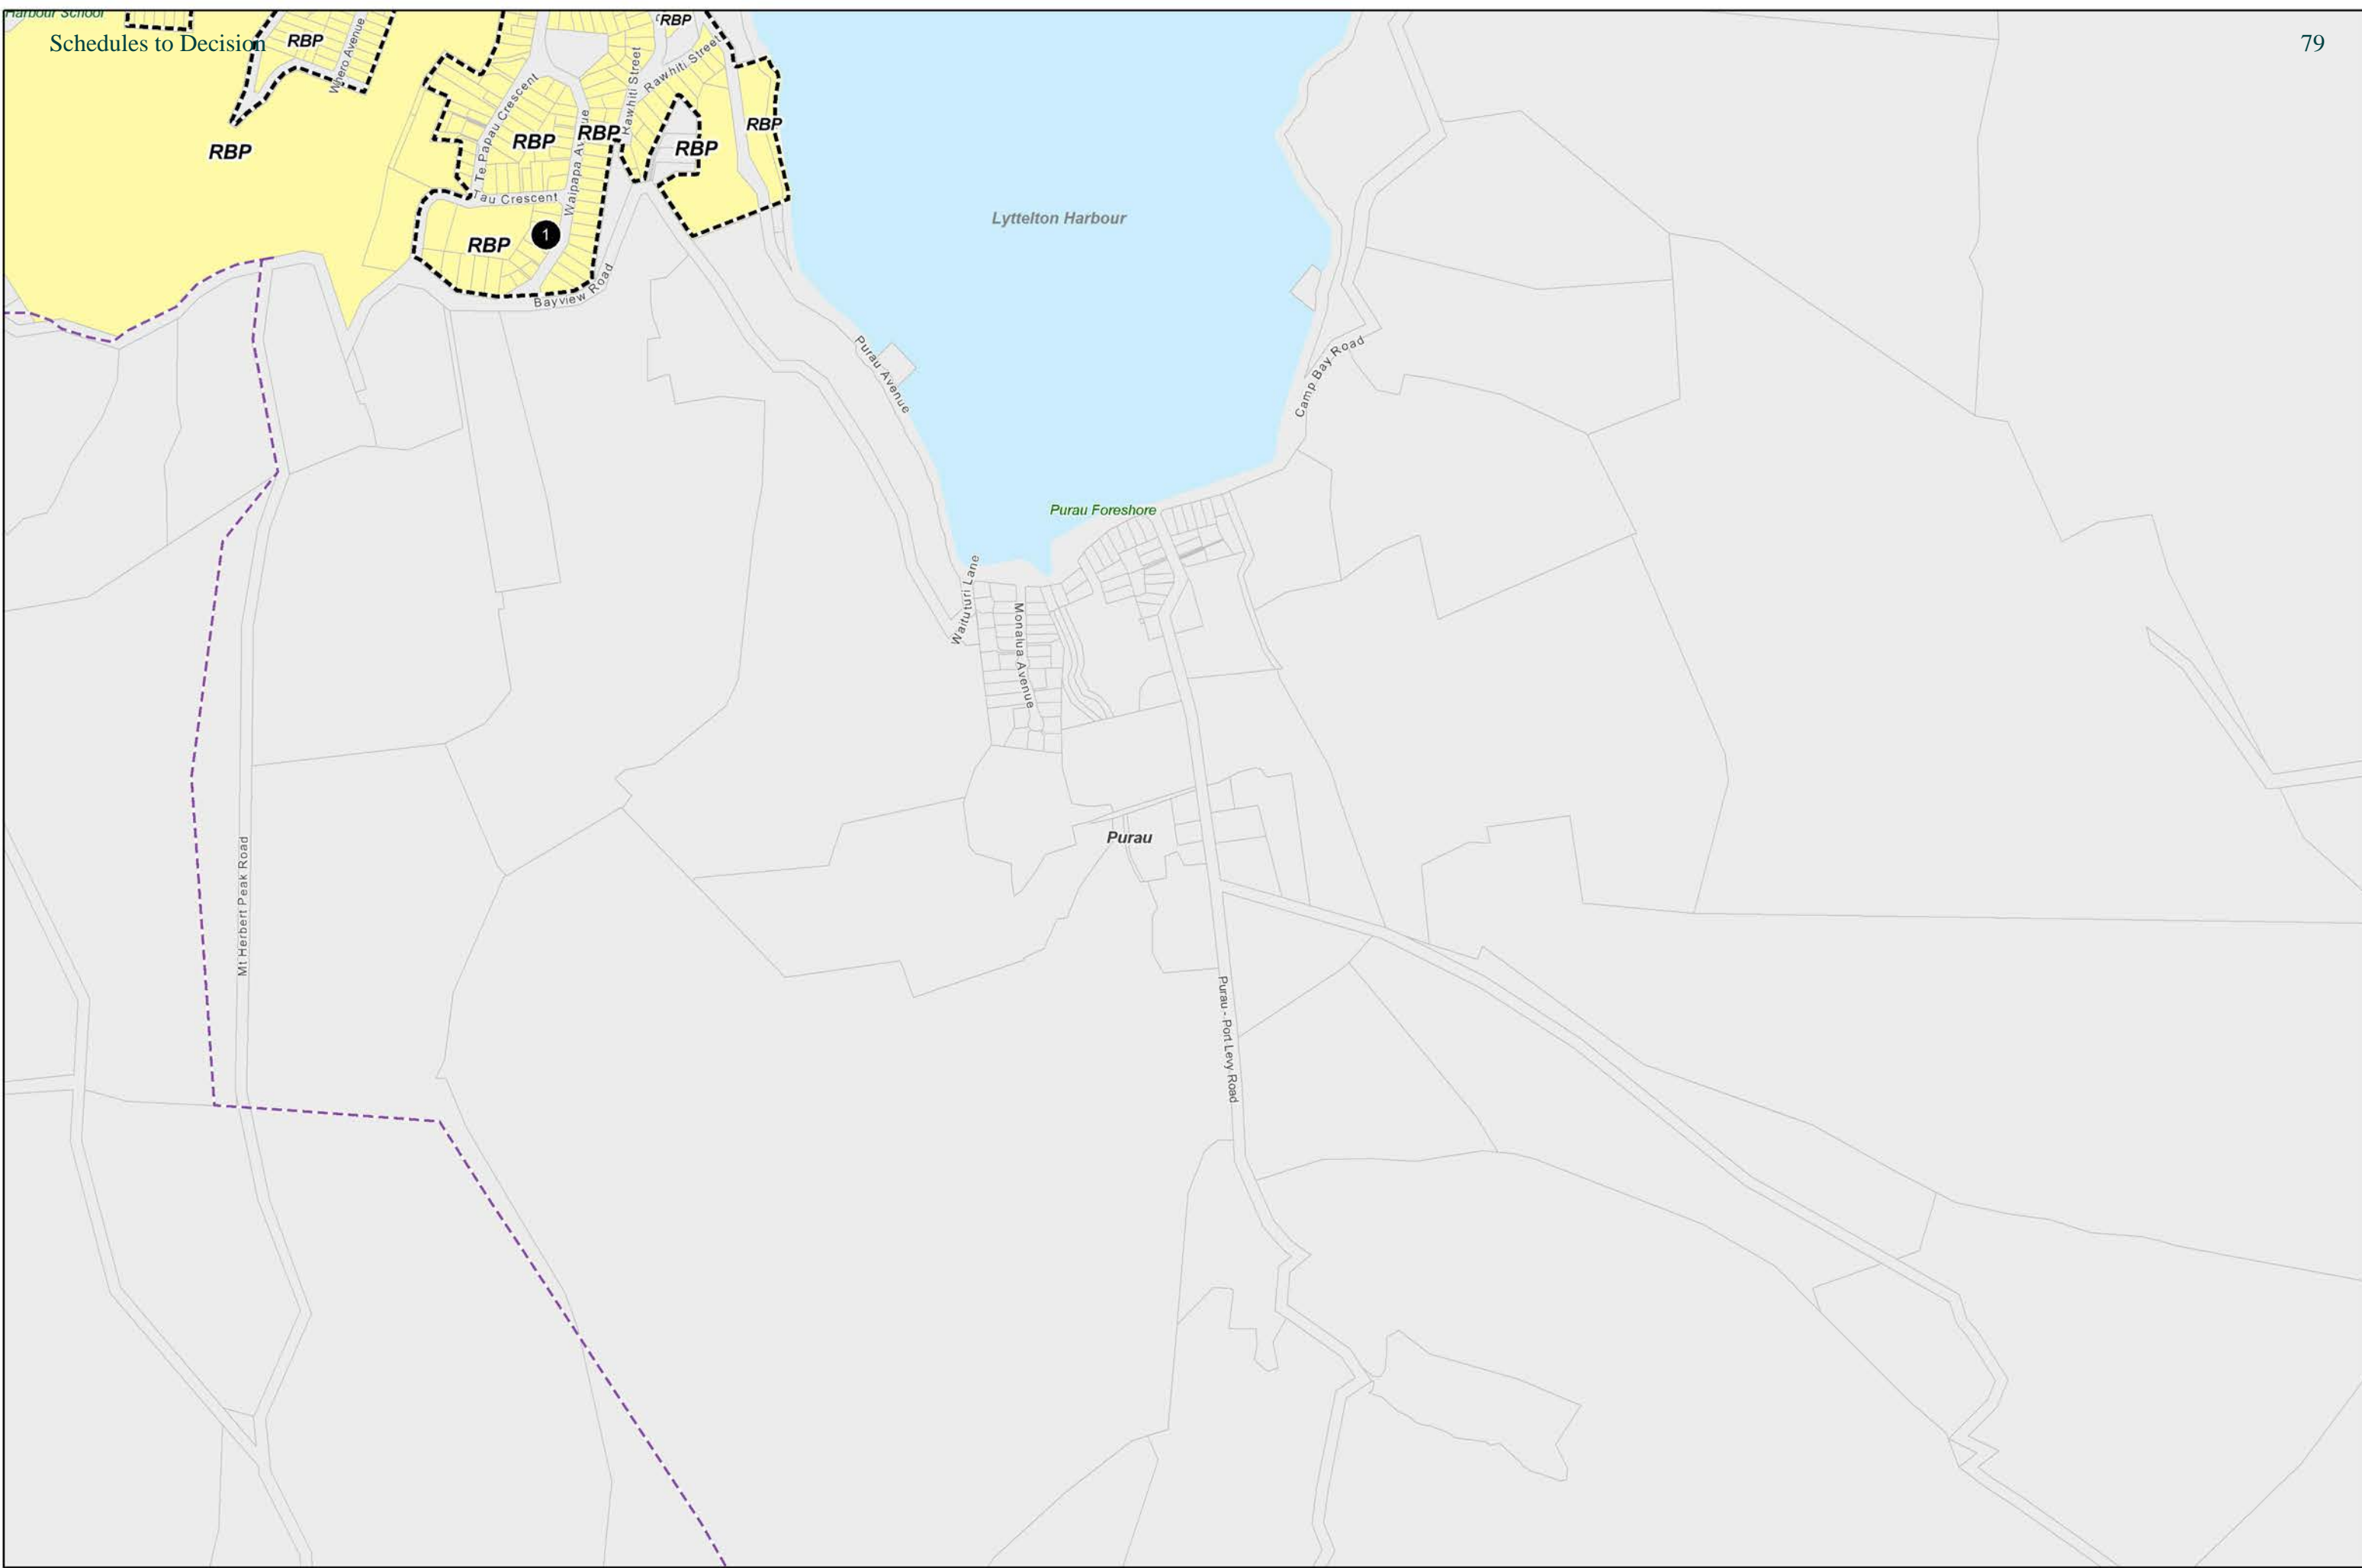 Harbour School
Schedules to Decision
79
RBP
Whero Avenue
RBP
RBP
Rawhiti Street
Rawhiti Street
Te Papau Crescent
RBP
RBP
RBP
RBP
Waipapa Avenue
Tau Crescent
RBP
1
Bayview Road
Lyttelton Harbour
Purau Avenue
Camp Bay Road
Purau Foreshore
Waituturi Lane
Monalua Avenue
Purau
Mt Herbert Peak Road
Purau - Port Levy Road